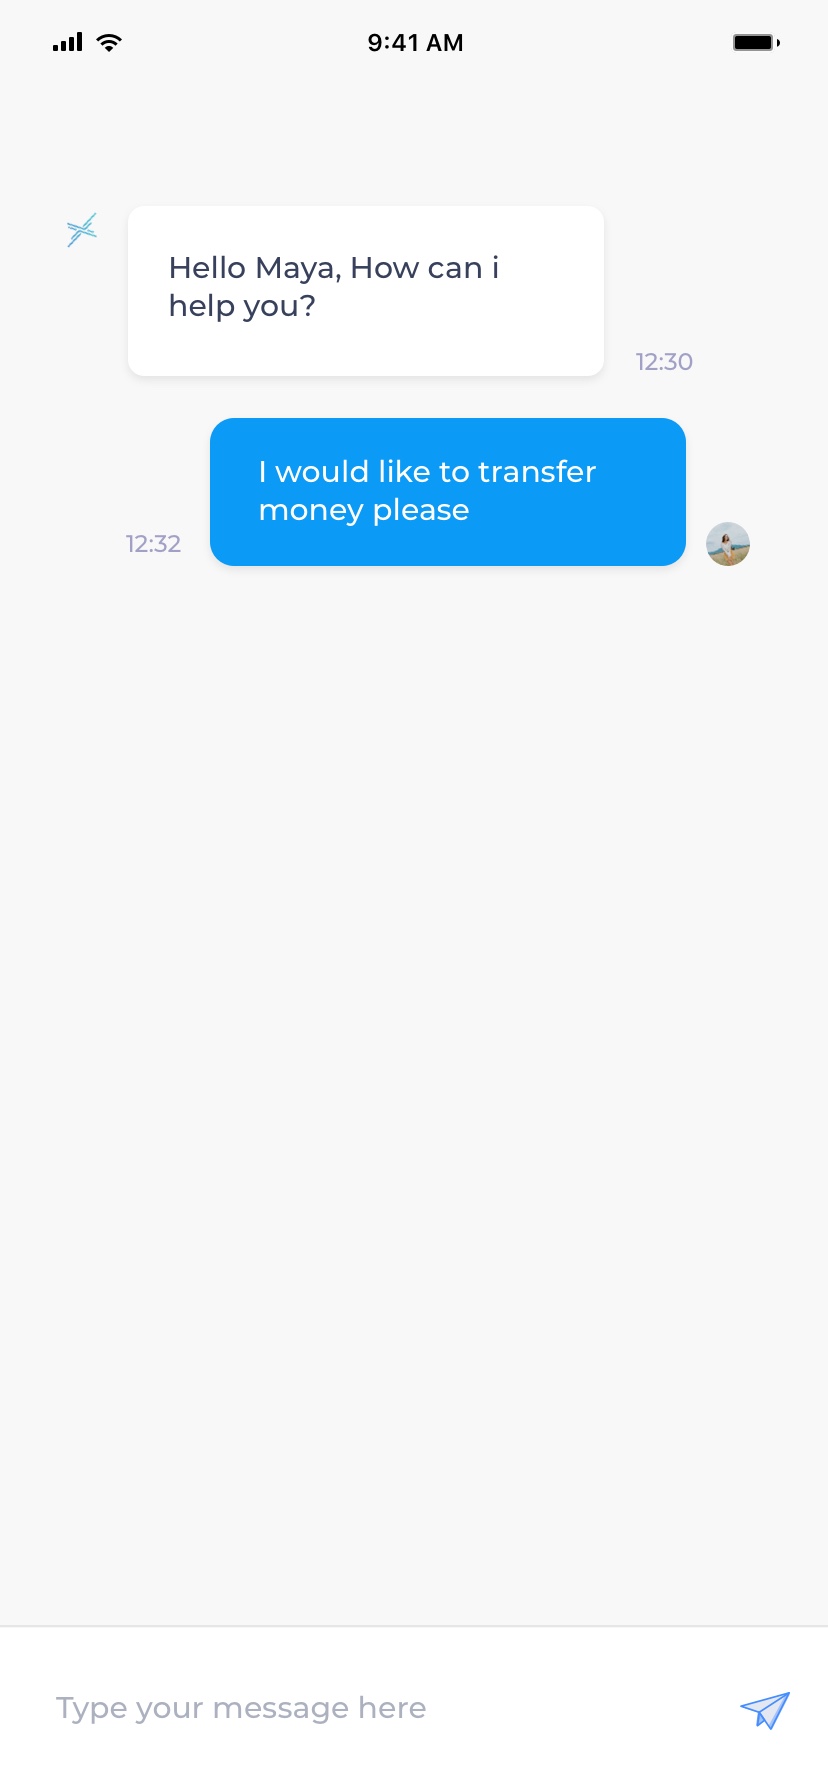 9:41 AM
Hello Maya, How can i
help you?
12:30
I would like to transfer
money please
12:32
Type your message here